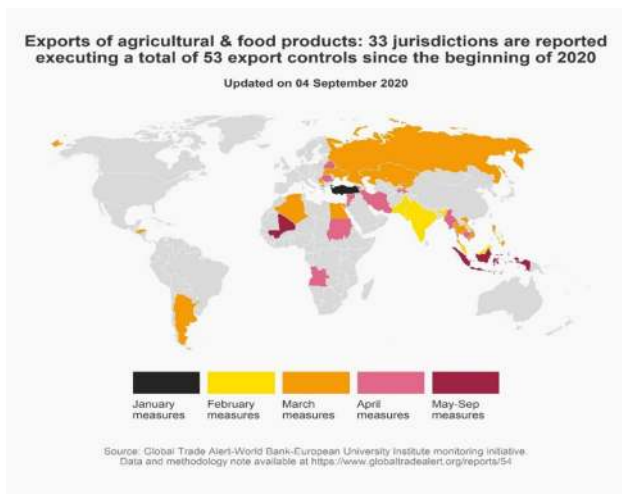 Exports of agricultural & food products: 33 jurisdictions are reported
executing a total of 53 export controls since the beginning of 2020
Updated on 04 September 2020
January
measures
February
measures
March
measures
April
measures
May-Sep
measures
Source: Global Trade Alert-World Bank-European University Institute monitoring initiative.
Data and methodology note available at https://www.globaltradealert.org/reports/54